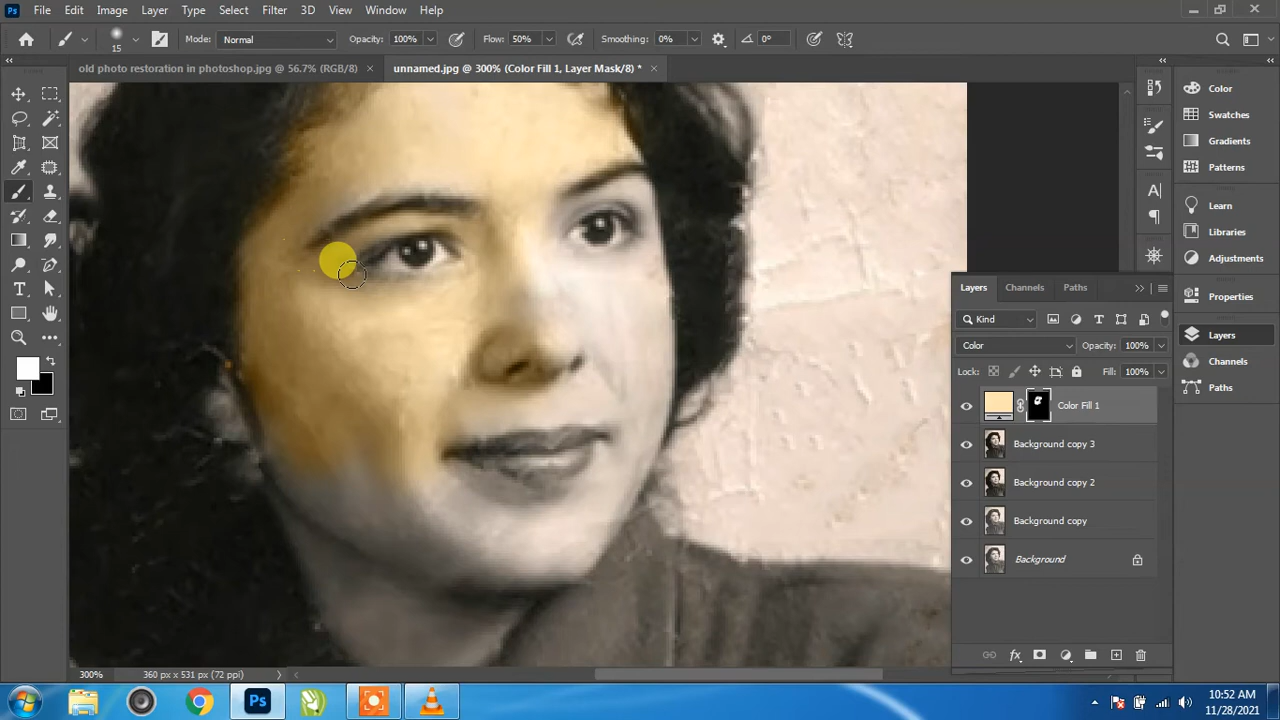 Ps File Edit Image Layer Type Select Filter 3D View Window Help
15 Mode: Normal Opacity: 100% Flow: 50% Smoothing: 0% 0°
old photo restoration in photoshop.jpg @ 56.7% (RGB/8) × unnamed.jpg @ 300% (Color Fill 1, Layer Mask/8) * ×
Color
Swatches
Gradients
Patterns
Learn
Libraries
Adjustments
Properties
Layers
Channels
Paths
Layers Channels Paths
Kind
Color Opacity: 100%
Lock: Fill: 100%
Color Fill 1
Background copy 3
Background copy 2
Background copy
Background
300% 360 px x 531 px (72 ppi)
Ps
10:52 AM
11/28/2021